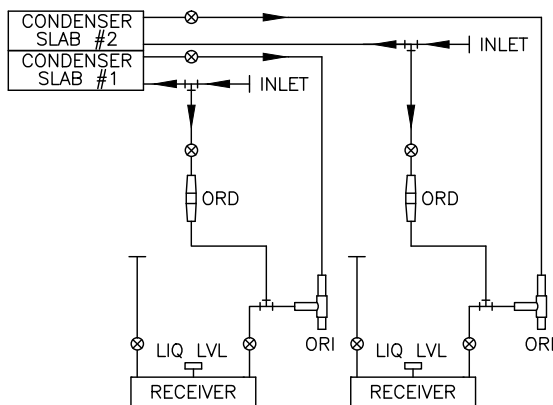 CONDENSER
SLAB #2
CONDENSER
SLAB #1
INLET
INLET
ORD
ORD
ORI
ORI
LIQ LVL
LIQ LVL
RECEIVER
RECEIVER